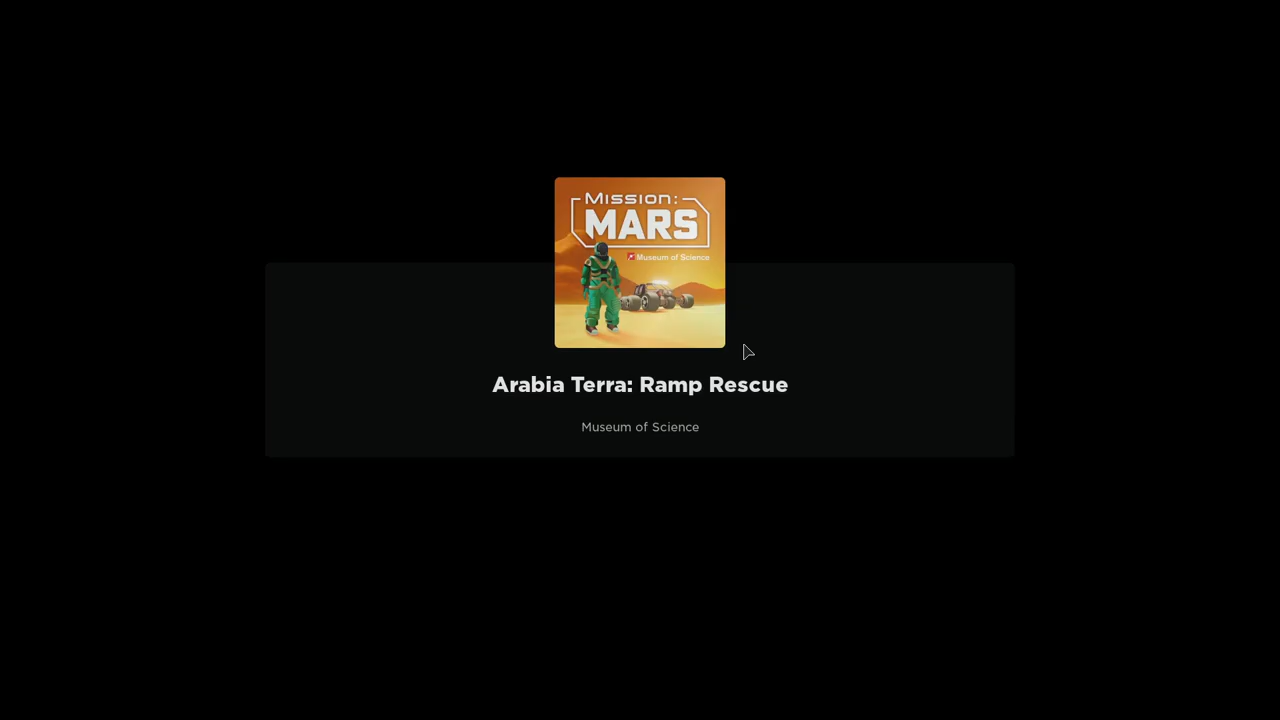 Mission:
MARS
Museum of Science
Arabia Terra: Ramp Rescue
Museum of Science